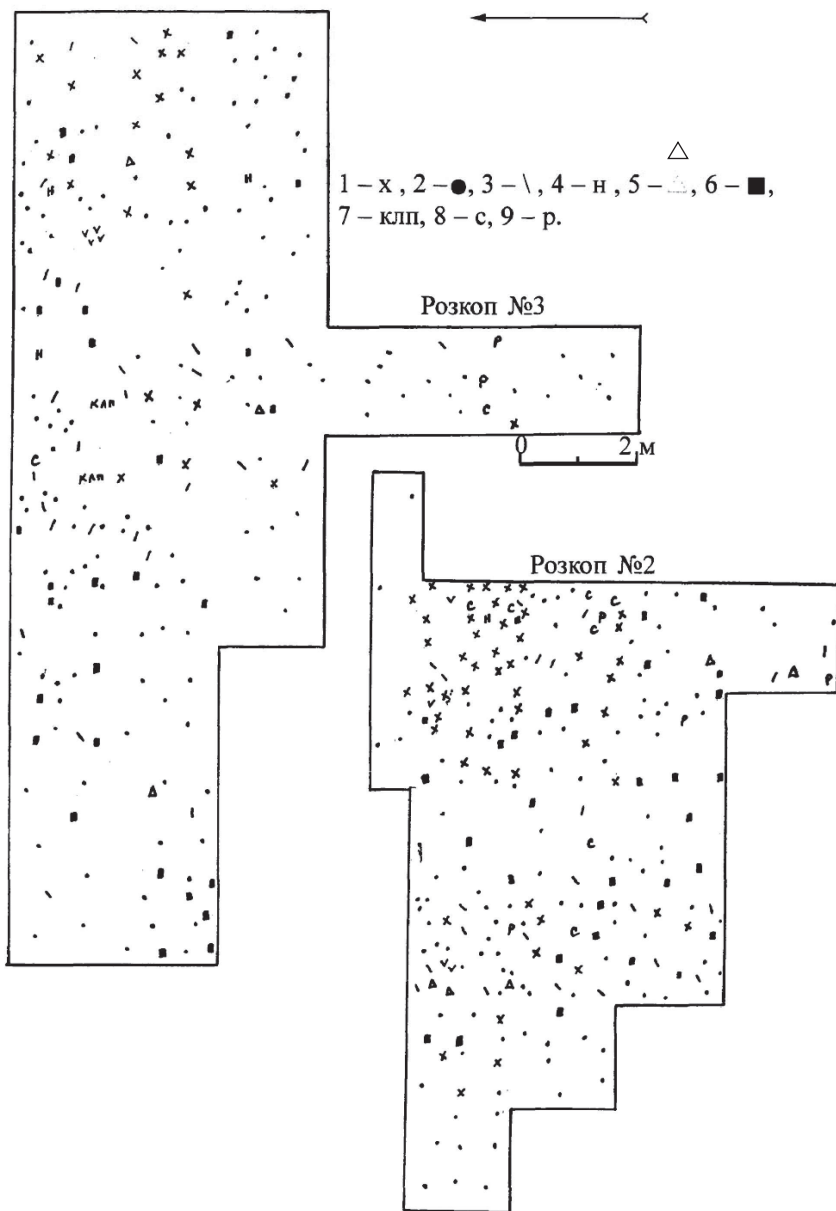 1 – х, 2 – ●, 3 – \, 4 – н, 5 – △, 6 – ■,
7 – клп, 8 – с, 9 – р.
Розкоп №3
0 2 м
Розкоп №2